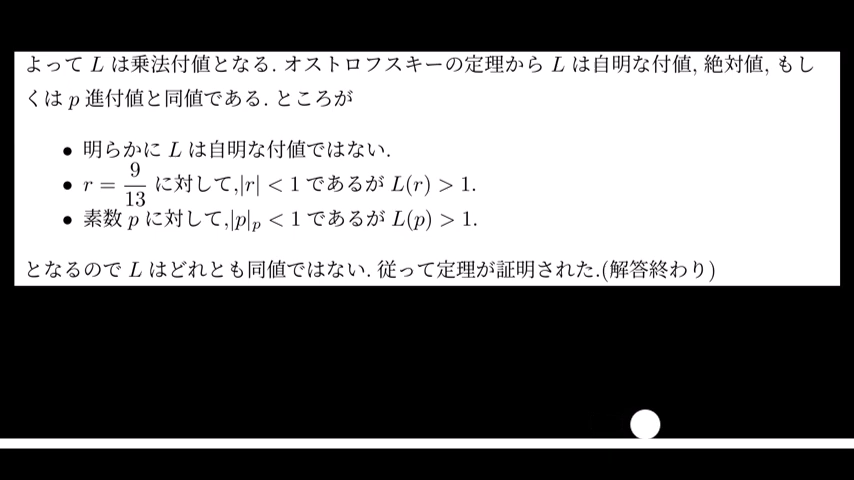 よって L は乗法付値となる. オストロフスキーの定理から L は自明な付値, 絶対値, もし
くは p 進付値と同値である. ところが
• 明らかに L は自明な付値ではない.
• r = 9/13 に対して,|r| < 1 であるが L(r) > 1.
• 素数 p に対して,|p|_p < 1 であるが L(p) > 1.
となるので L はどれとも同値ではない. 従って定理が証明された.(解答終わり)